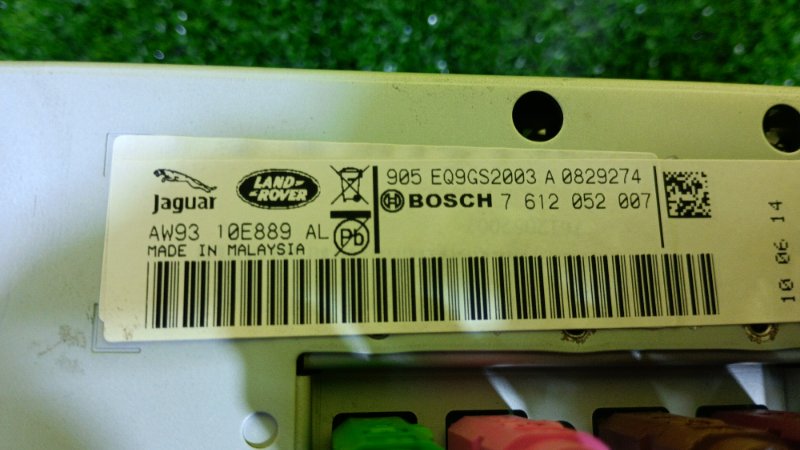 Jaguar
LAND-
-ROVER
AW93 10E889 AL
MADE IN MALAYSIA
Pb
905 EQ9GS2003 A 0829274
BOSCH 7 612 052 007
10 06 14